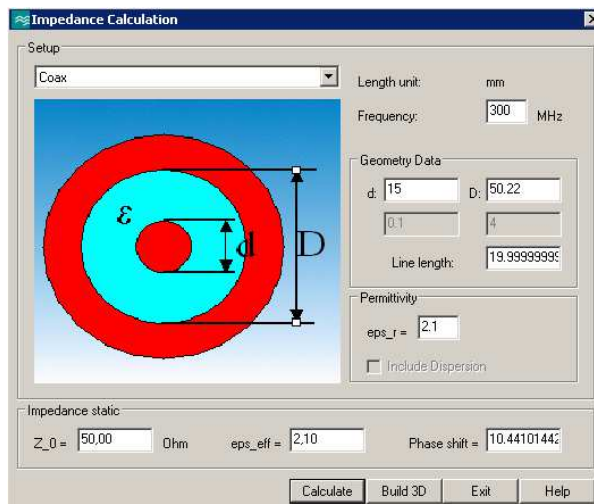 Impedance Calculation
Setup
Coax
Length unit: mm
Frequency: 300 MHz
ε
d
D
Geometry Data
d: 15 D: 50.22
0.1 4
Line length: 19.99999999
Permittivity
eps_r = 2.1
Include Dispersion
Impedance static
Z_0 = 50,00 Ohm eps_eff = 2,10 Phase shift = 10.44101442
Calculate Build 3D Exit Help